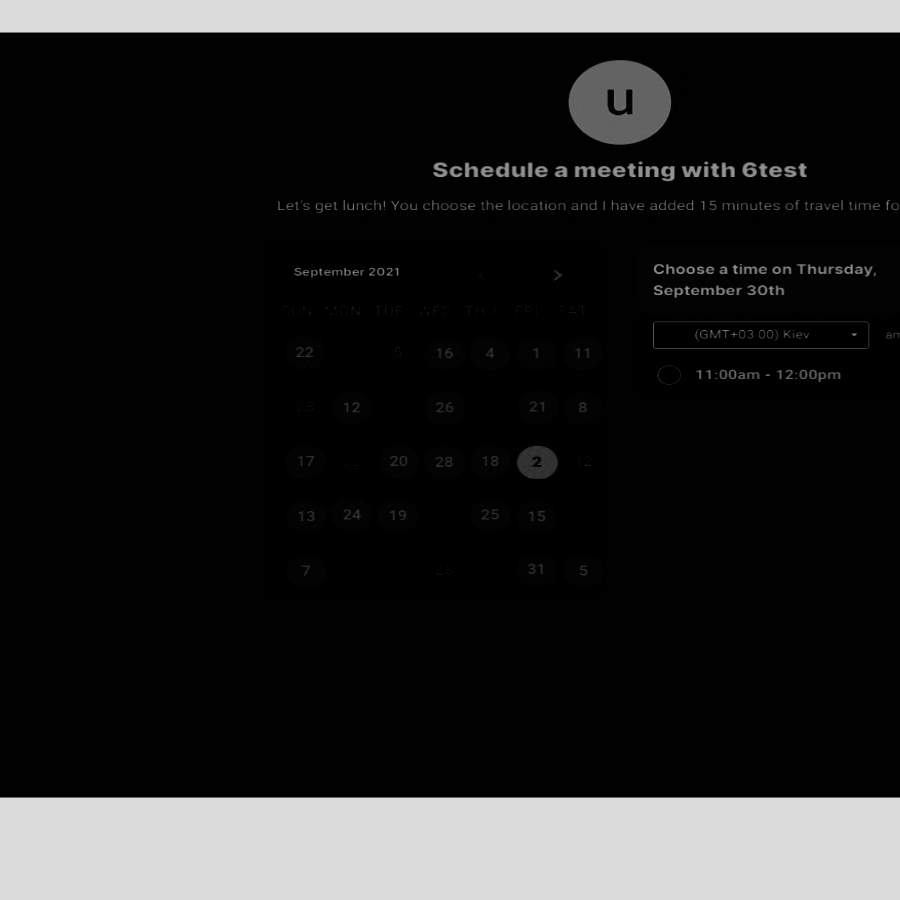 u
Schedule a meeting with 6test
Let's get lunch! You choose the location and I have added 15 minutes of travel time fo
September 2021
SUN MON TUE WED THU FRI SAT
22 5 16 4 1 11
12 26 21 8
17 20 28 18 2 12
13 24 19 25 15
7 31 5
Choose a time on Thursday,
September 30th
(GMT+03:00) Kiev am
11:00am - 12:00pm